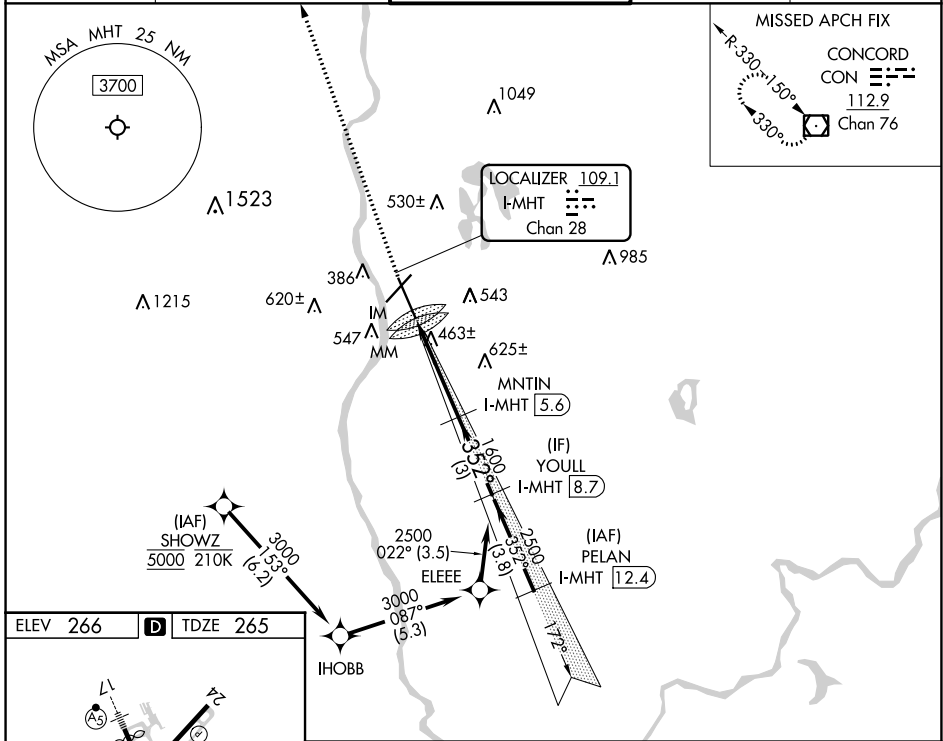 MSA MHT 25 NM
3700
MISSED APCH FIX
R-330
150°
330°
CONCORD
CON
112.9
Chan 76
1049
1523
530±
LOCALIZER 109.1
I-MHT
Chan 28
985
386
1215
620±
543
IM
547
463±
MM
625±
MNTIN
I-MHT 5.6
1600
352°
(3)
(IF)
YOULL
I-MHT 8.7
(IAF)
SHOWZ
5000 210K
3000
153°
(6.2)
2500
022° (3.5)
2500
352°
(3.8)
(IAF)
PELAN
I-MHT 12.4
ELEEE
3000
087°
(5.3)
IHOBB
172°
ELEV 266 D TDZE 265
17
24
A5
P